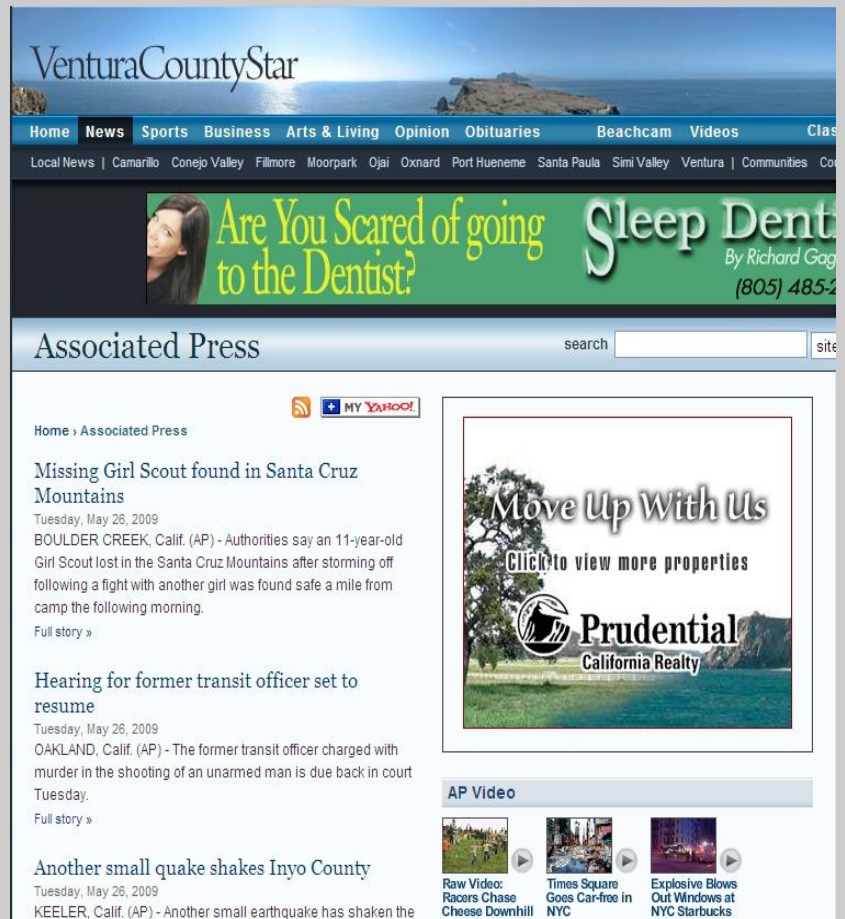 VenturaCountyStar
Home News Sports Business Arts & Living Opinion Obituaries Beachcam Videos
Local News | Camarillo Conejo Valley Fillmore Moorpark Ojai Oxnard Port Hueneme Santa Paula Simi Valley Ventura | Communities
Are You Scared of going
to the Dentist?
Sleep
By Richard
(805) 485-2
Associated Press
search
site
MY YAHOO!
Home › Associated Press
Missing Girl Scout found in Santa Cruz
Mountains
Tuesday, May 26, 2009
BOULDER CREEK, Calif. (AP) - Authorities say an 11-year-old
Girl Scout lost in the Santa Cruz Mountains after storming off
following a fight with another girl was found safe a mile from
camp the following morning.
Full story »
Hearing for former transit officer set to
resume
Tuesday, May 26, 2009
OAKLAND, Calif. (AP) - The former transit officer charged with
murder in the shooting of an unarmed man is due back in court
Tuesday.
Full story »
Another small quake shakes Inyo County
Tuesday, May 26, 2009
KEELER, Calif. (AP) - Another small earthquake has shaken the
Move Up With Us
Click to view more properties
Prudential
California Realty
AP Video
Raw Video:
Racers Chase
Cheese Downhill
Times Square
Goes Car-free in
NYC
Explosive Blows
Out Windows at
NYC Starbucks